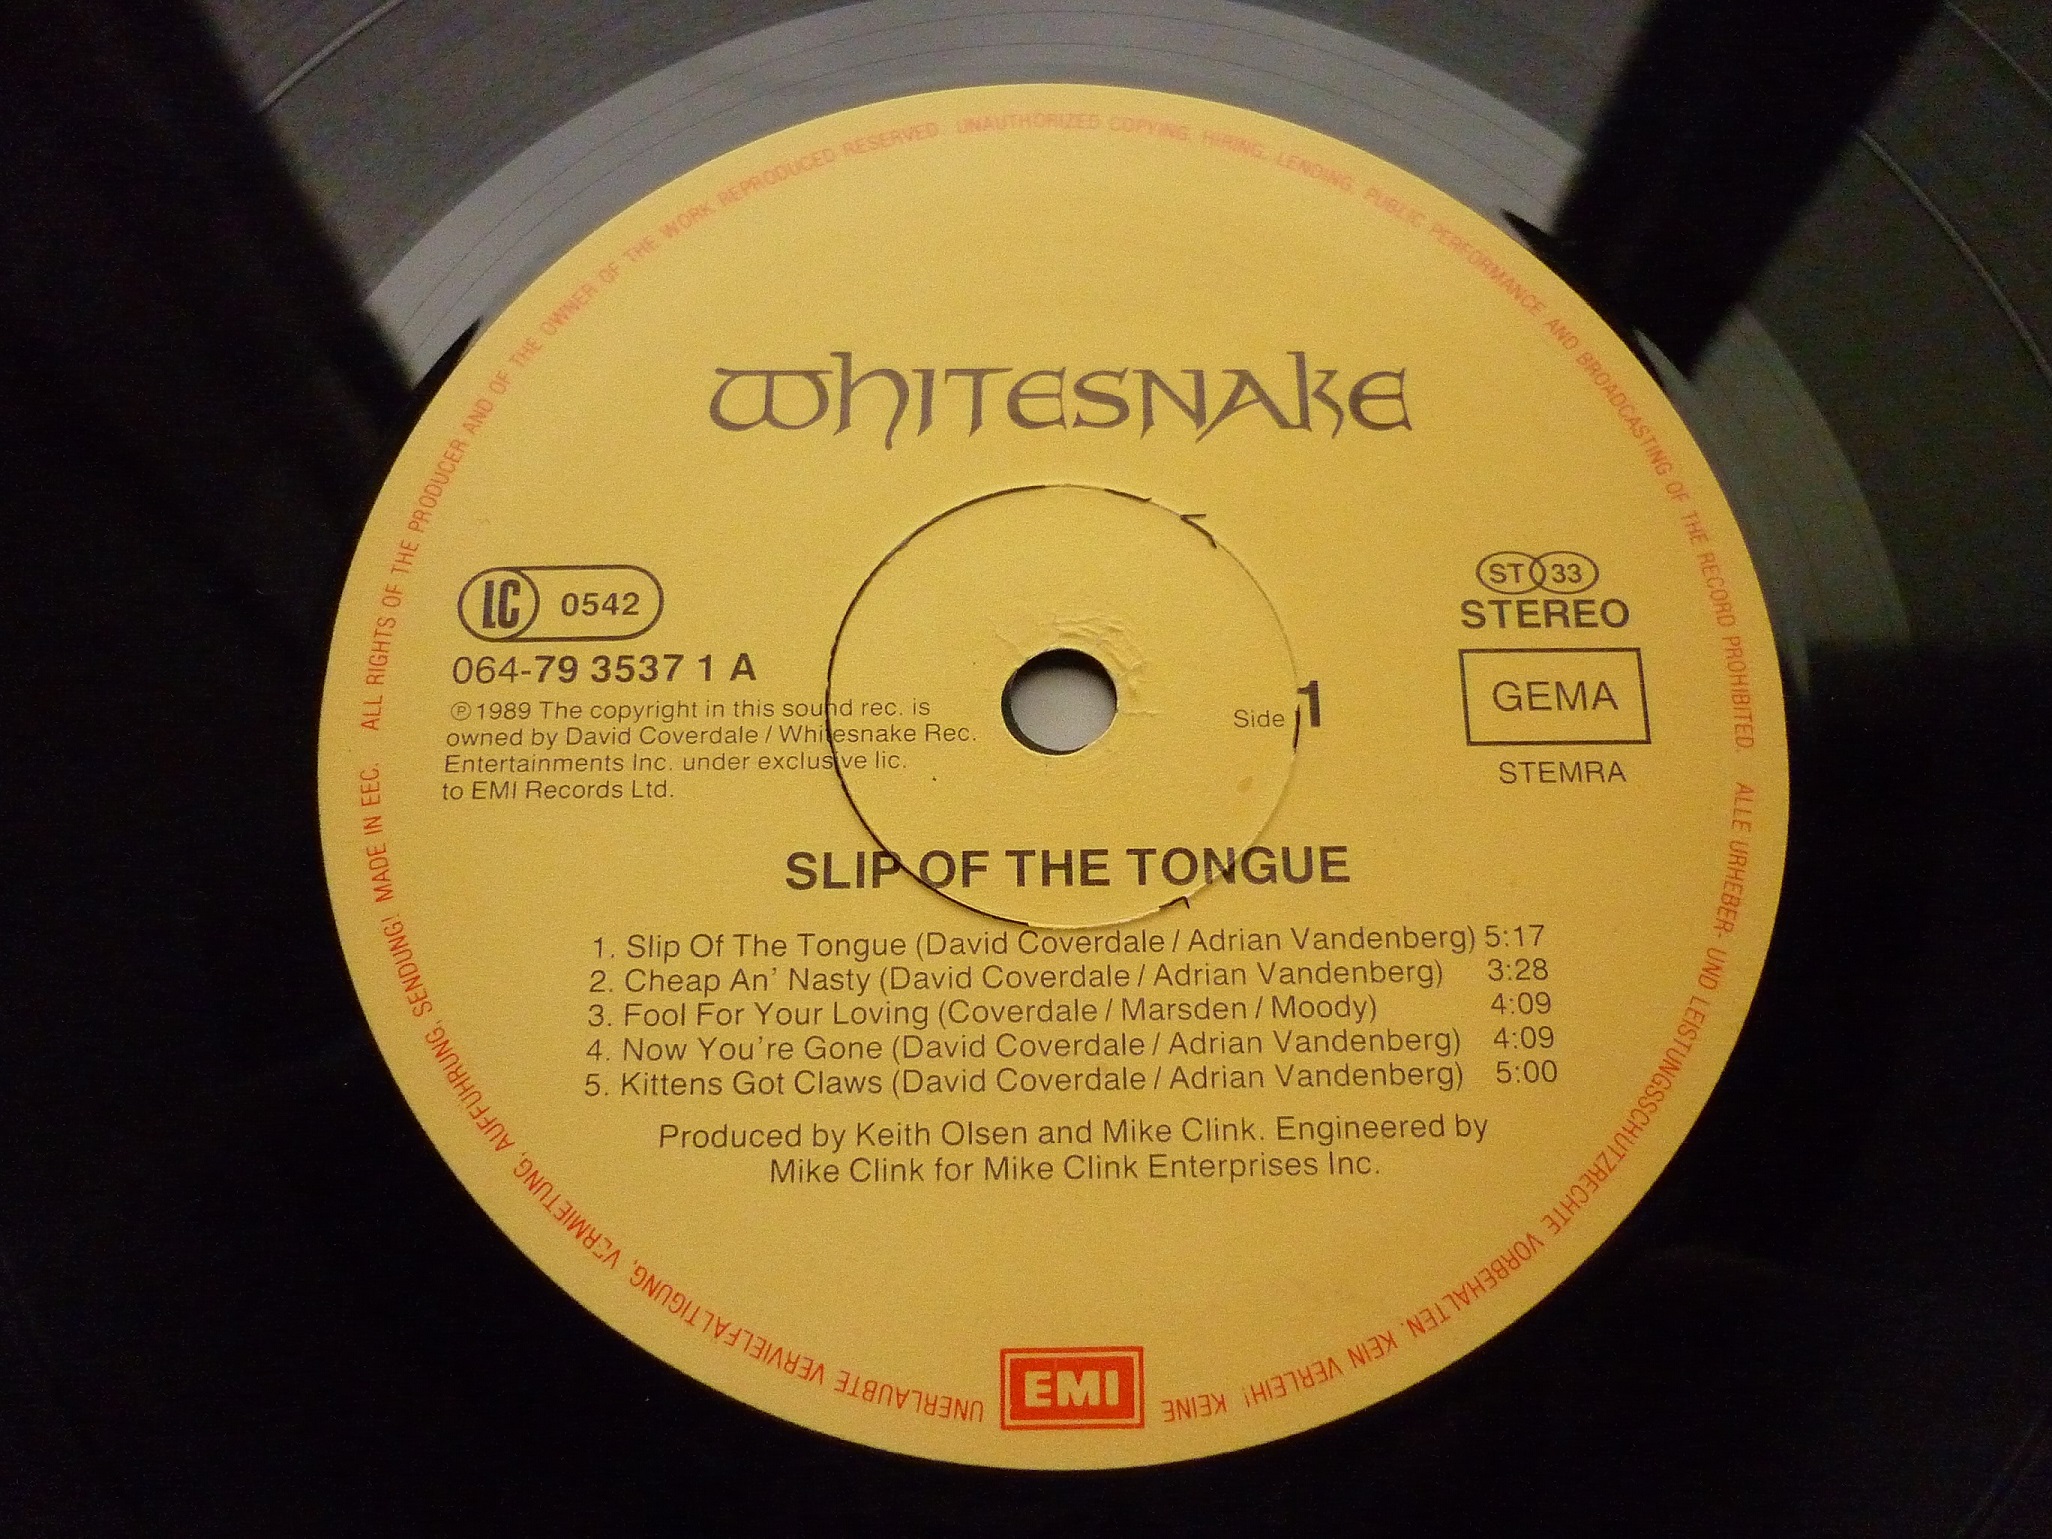 ALL RIGHTS OF THE PRODUCER AND OF THE OWNER OF THE WORK REPRODUCED RESERVED. UNAUTHORIZED COPYING, HIRING, LENDING, PUBLIC PERFORMANCE AND BROADCASTING OF THE RECORD PROHIBITED.
WHITESNAKE
LC 0542
064-79 3537 1 A
℗ 1989 The copyright in this sound rec. is
owned by David Coverdale / Whitesnake Rec.
Entertainments Inc. under exclusive lic.
to EMI Records Ltd.
ST 33
STEREO
GEMA
STEMRA
Side 1
SLIP OF THE TONGUE
1. Slip Of The Tongue (David Coverdale / Adrian Vandenberg) 5:17
2. Cheap An' Nasty (David Coverdale / Adrian Vandenberg) 3:28
3. Fool For Your Loving (Coverdale / Marsden / Moody) 4:09
4. Now You're Gone (David Coverdale / Adrian Vandenberg) 4:09
5. Kittens Got Claws (David Coverdale / Adrian Vandenberg) 5:00
Produced by Keith Olsen and Mike Clink. Engineered by
Mike Clink for Mike Clink Enterprises Inc.
ALLE URHEBER- UND LEISTUNGSSCHUTZRECHTE VORBEHALTEN. KEIN VERLEIH! KEINE
UNERLAUBTE VERVIELFÄLTIGUNG, VERMIETUNG, AUFFÜHRUNG, SENDUNG! MADE IN EEC.
EMI